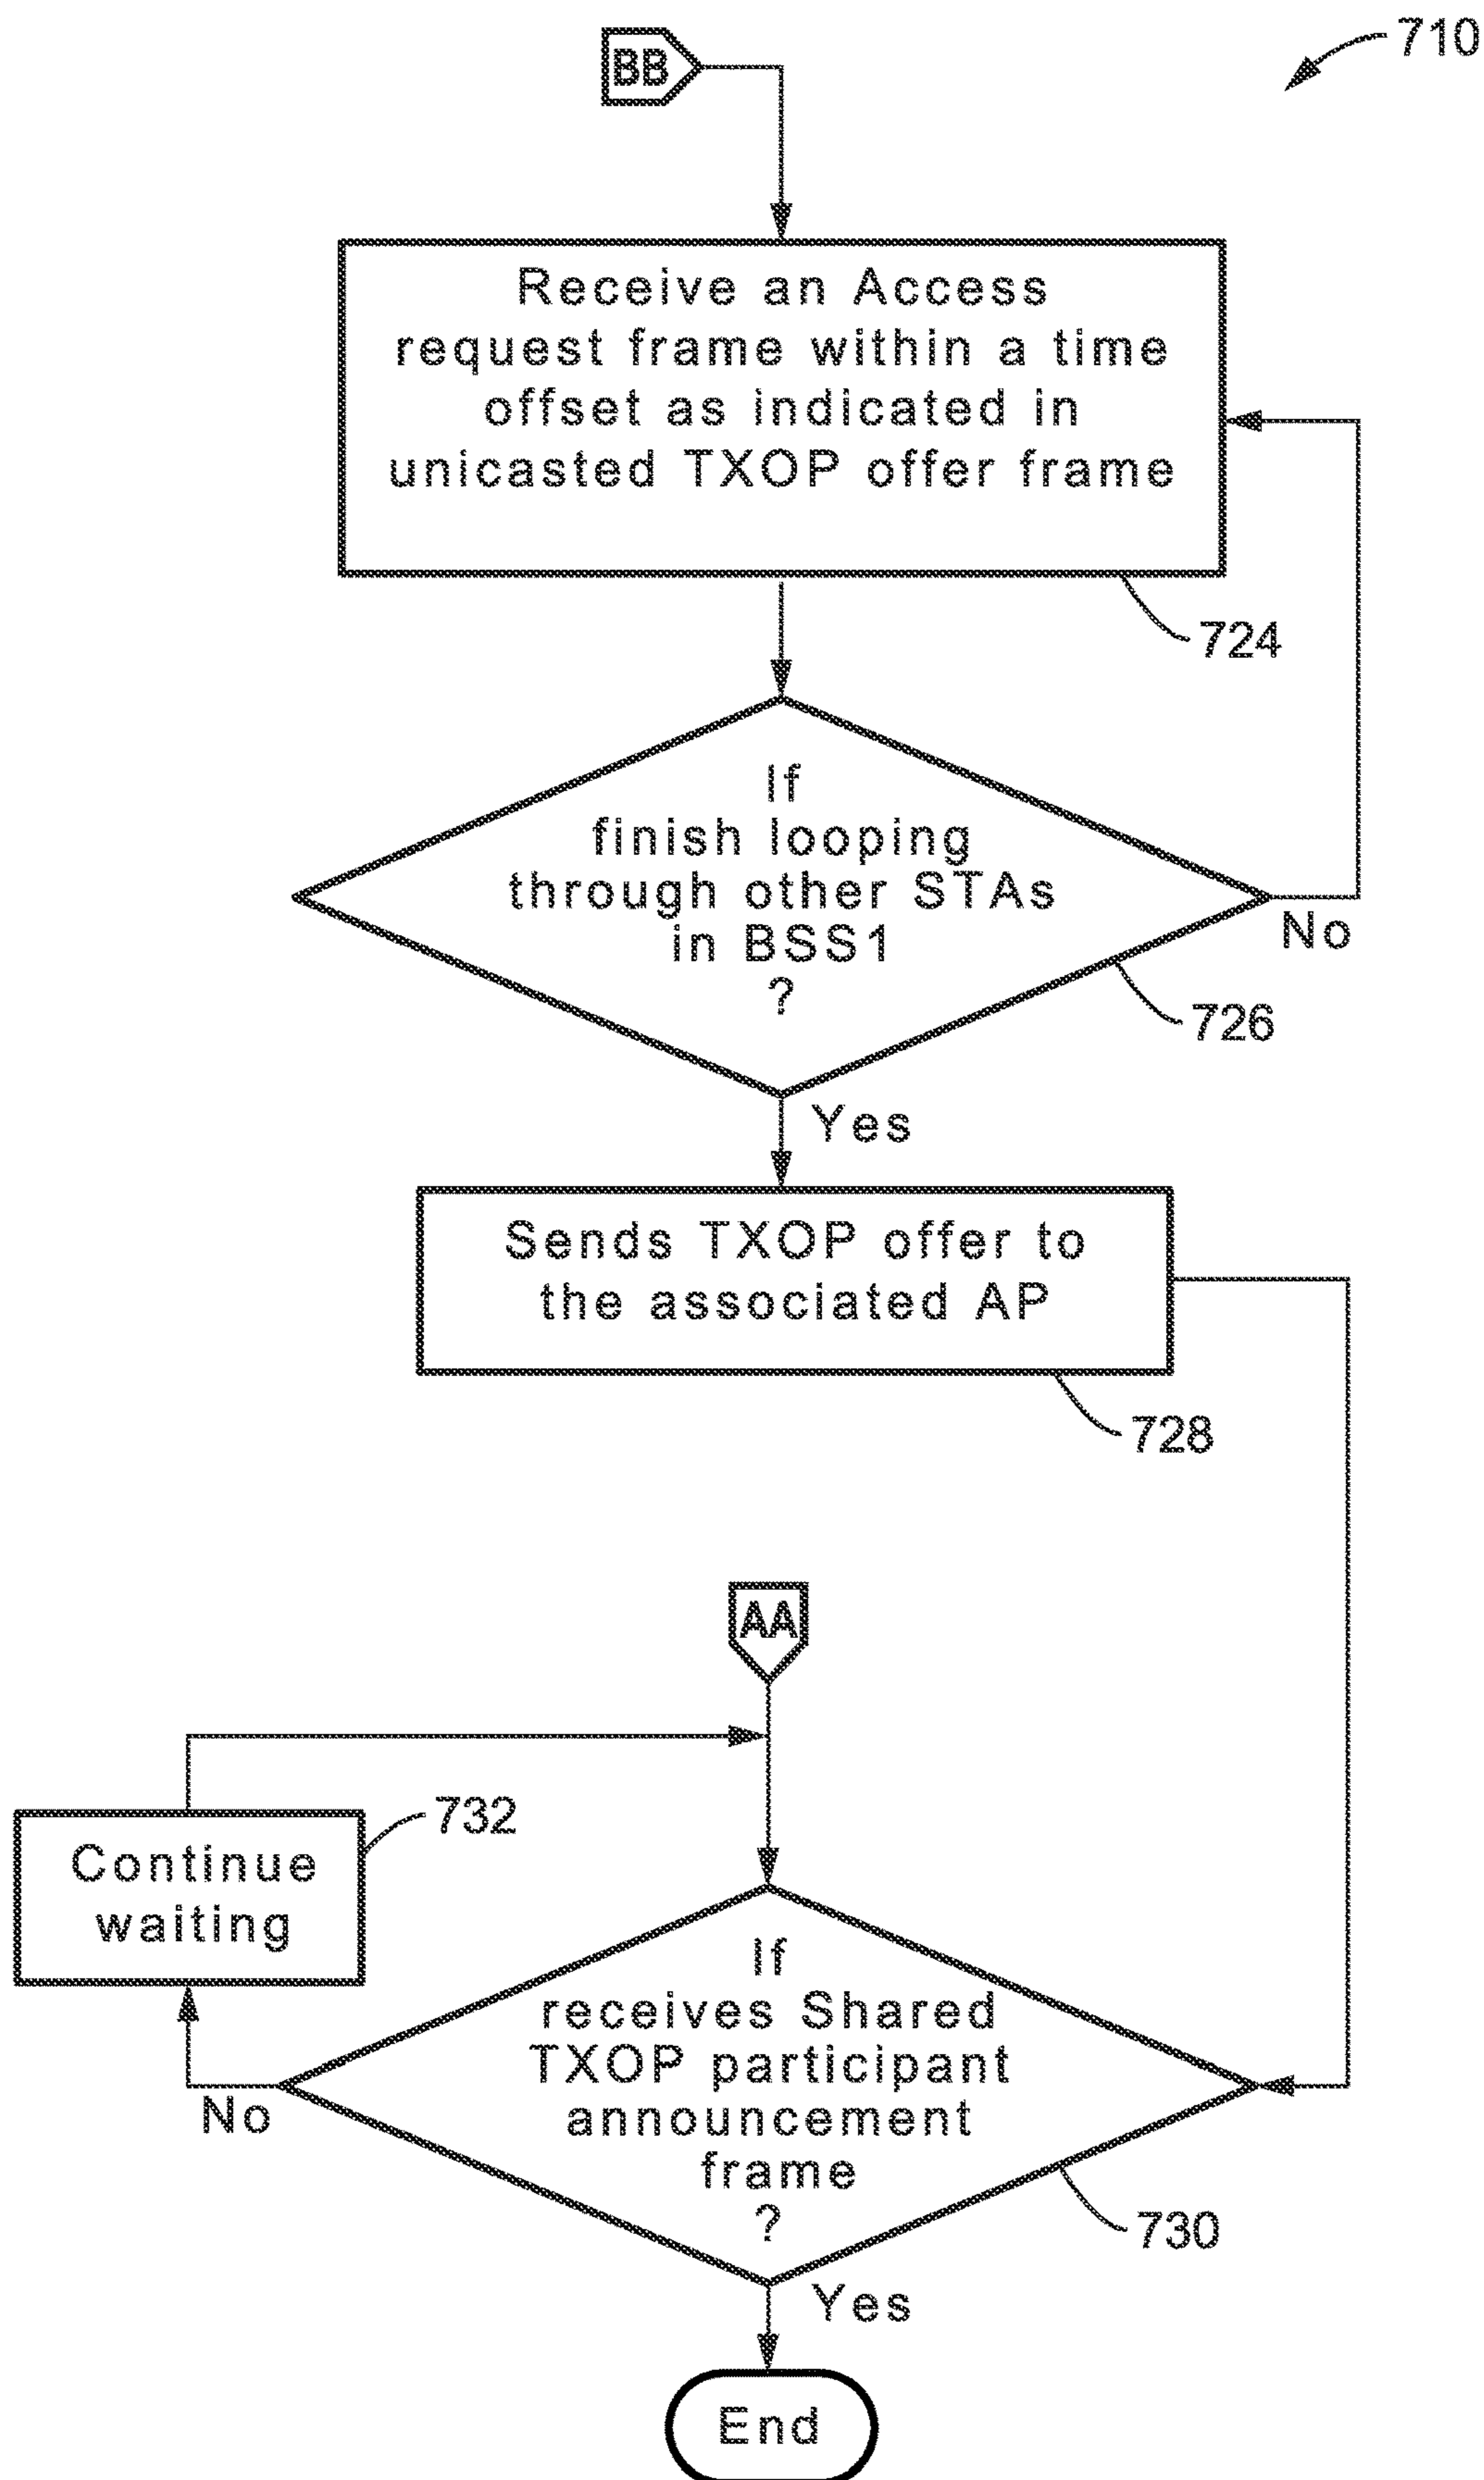 710
BB
Receive an Access
request frame within a time
offset as indicated in
unicasted TXOP offer frame
724
If
finish looping
through other STAs
in BSS1
?
No
726
Yes
Sends TXOP offer to
the associated AP
728
AA
732
Continue
waiting
If
receives Shared
TXOP participant
announcement
frame
?
No
730
Yes
End